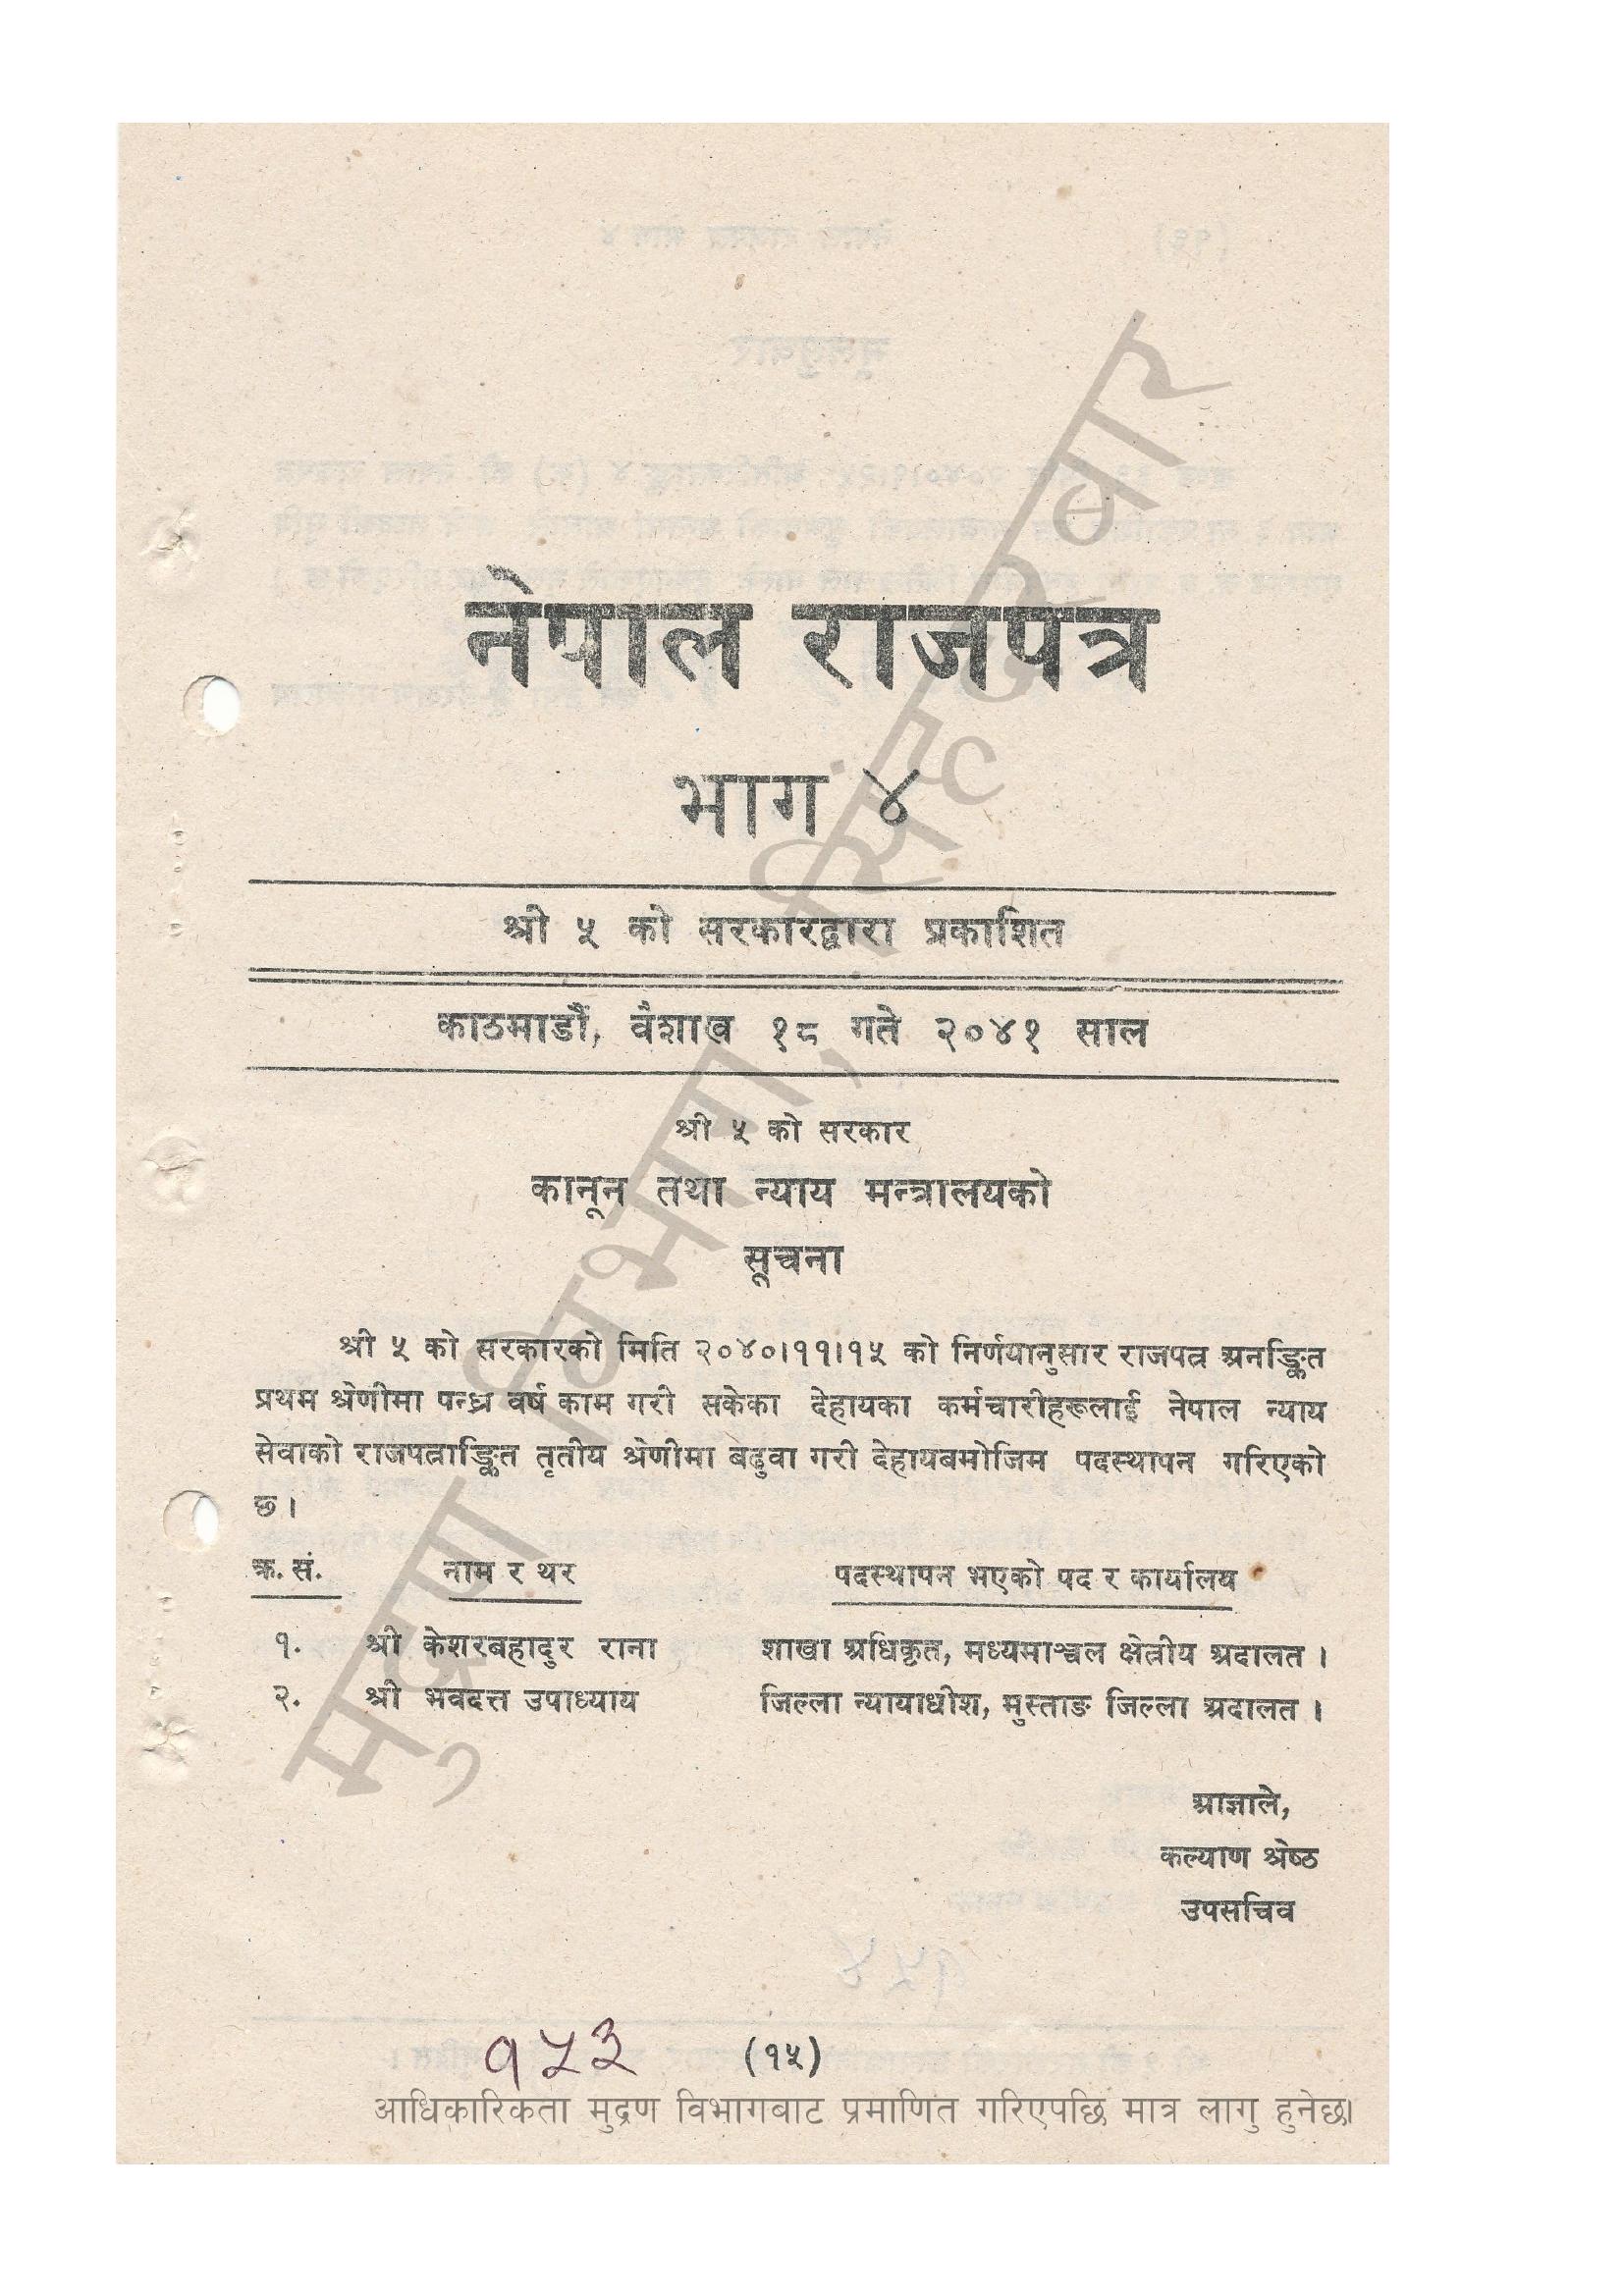 नेपाल राजपत्र
भाग ४
श्री ५ को सरकारद्वारा प्रकाशित
काठमाडौं, वैशाख १८ गते २०४१ साल
श्री ५ को सरकार
कानून तथा न्याय मन्त्रालयको
सूचना
श्री ५ को सरकारको मिति २०४०।११।१५ को निर्णयानुसार राजपत्र अनङ्कित
प्रथम श्रेणीमा पन्ध्र वर्ष काम गरी सकेका देहायका कर्मचारीहरूलाई नेपाल न्याय
सेवाको राजपत्राङ्कित तृतीय श्रेणीमा बढुवा गरी देहायबमोजिम पदस्थापन गरिएको
छ ।
क्र. सं. नाम र थर पदस्थापन भएको पद र कार्यालय
१. श्री केशरबहादुर राना शाखा अधिकृत, मध्यमाञ्चल क्षेत्रीय अदालत ।
२. श्री भवदत्त उपाध्याय जिल्ला न्यायाधीश, मुस्ताङ जिल्ला अदालत ।
आज्ञाले,
कल्याण श्रेष्ठ
उपसचिव
१५३ (१५)
आधिकारिकता मुद्रण विभागबाट प्रमाणित गरिएपछि मात्र लागु हुनेछ।
मुद्रण विभाग, सिंहदरबार